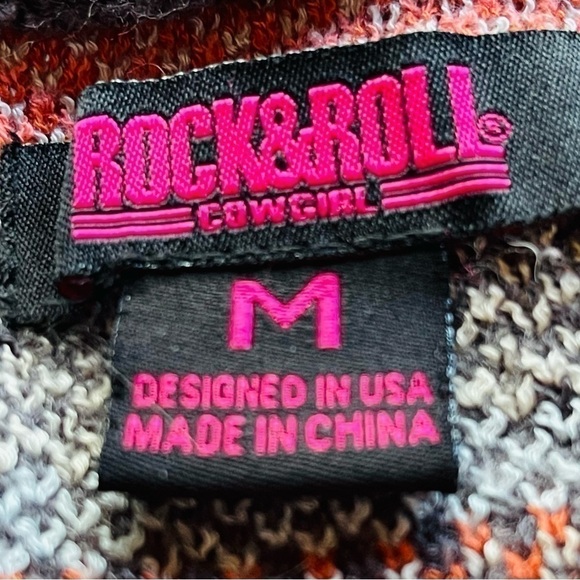 ROCK&ROLL®
COWGIRL
M
DESIGNED IN USA
MADE IN CHINA